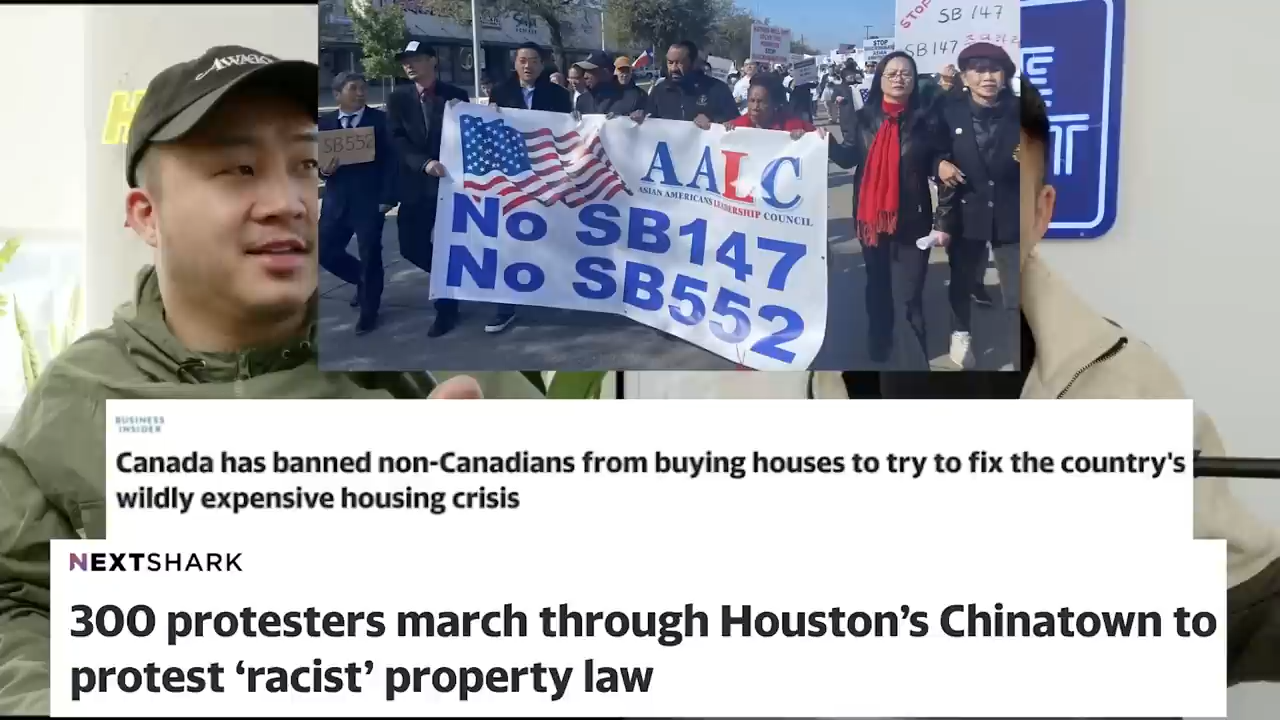 AWAKE
STOP
SB 147
SB147
SB552
AALC
ASIAN AMERICANS LEADERSHIP COUNCIL
No SB147
No SB552
BUSINESS
INSIDER
Canada has banned non-Canadians from buying houses to try to fix the country's
wildly expensive housing crisis
NEXTSHARK
300 protesters march through Houston’s Chinatown to
protest ‘racist’ property law